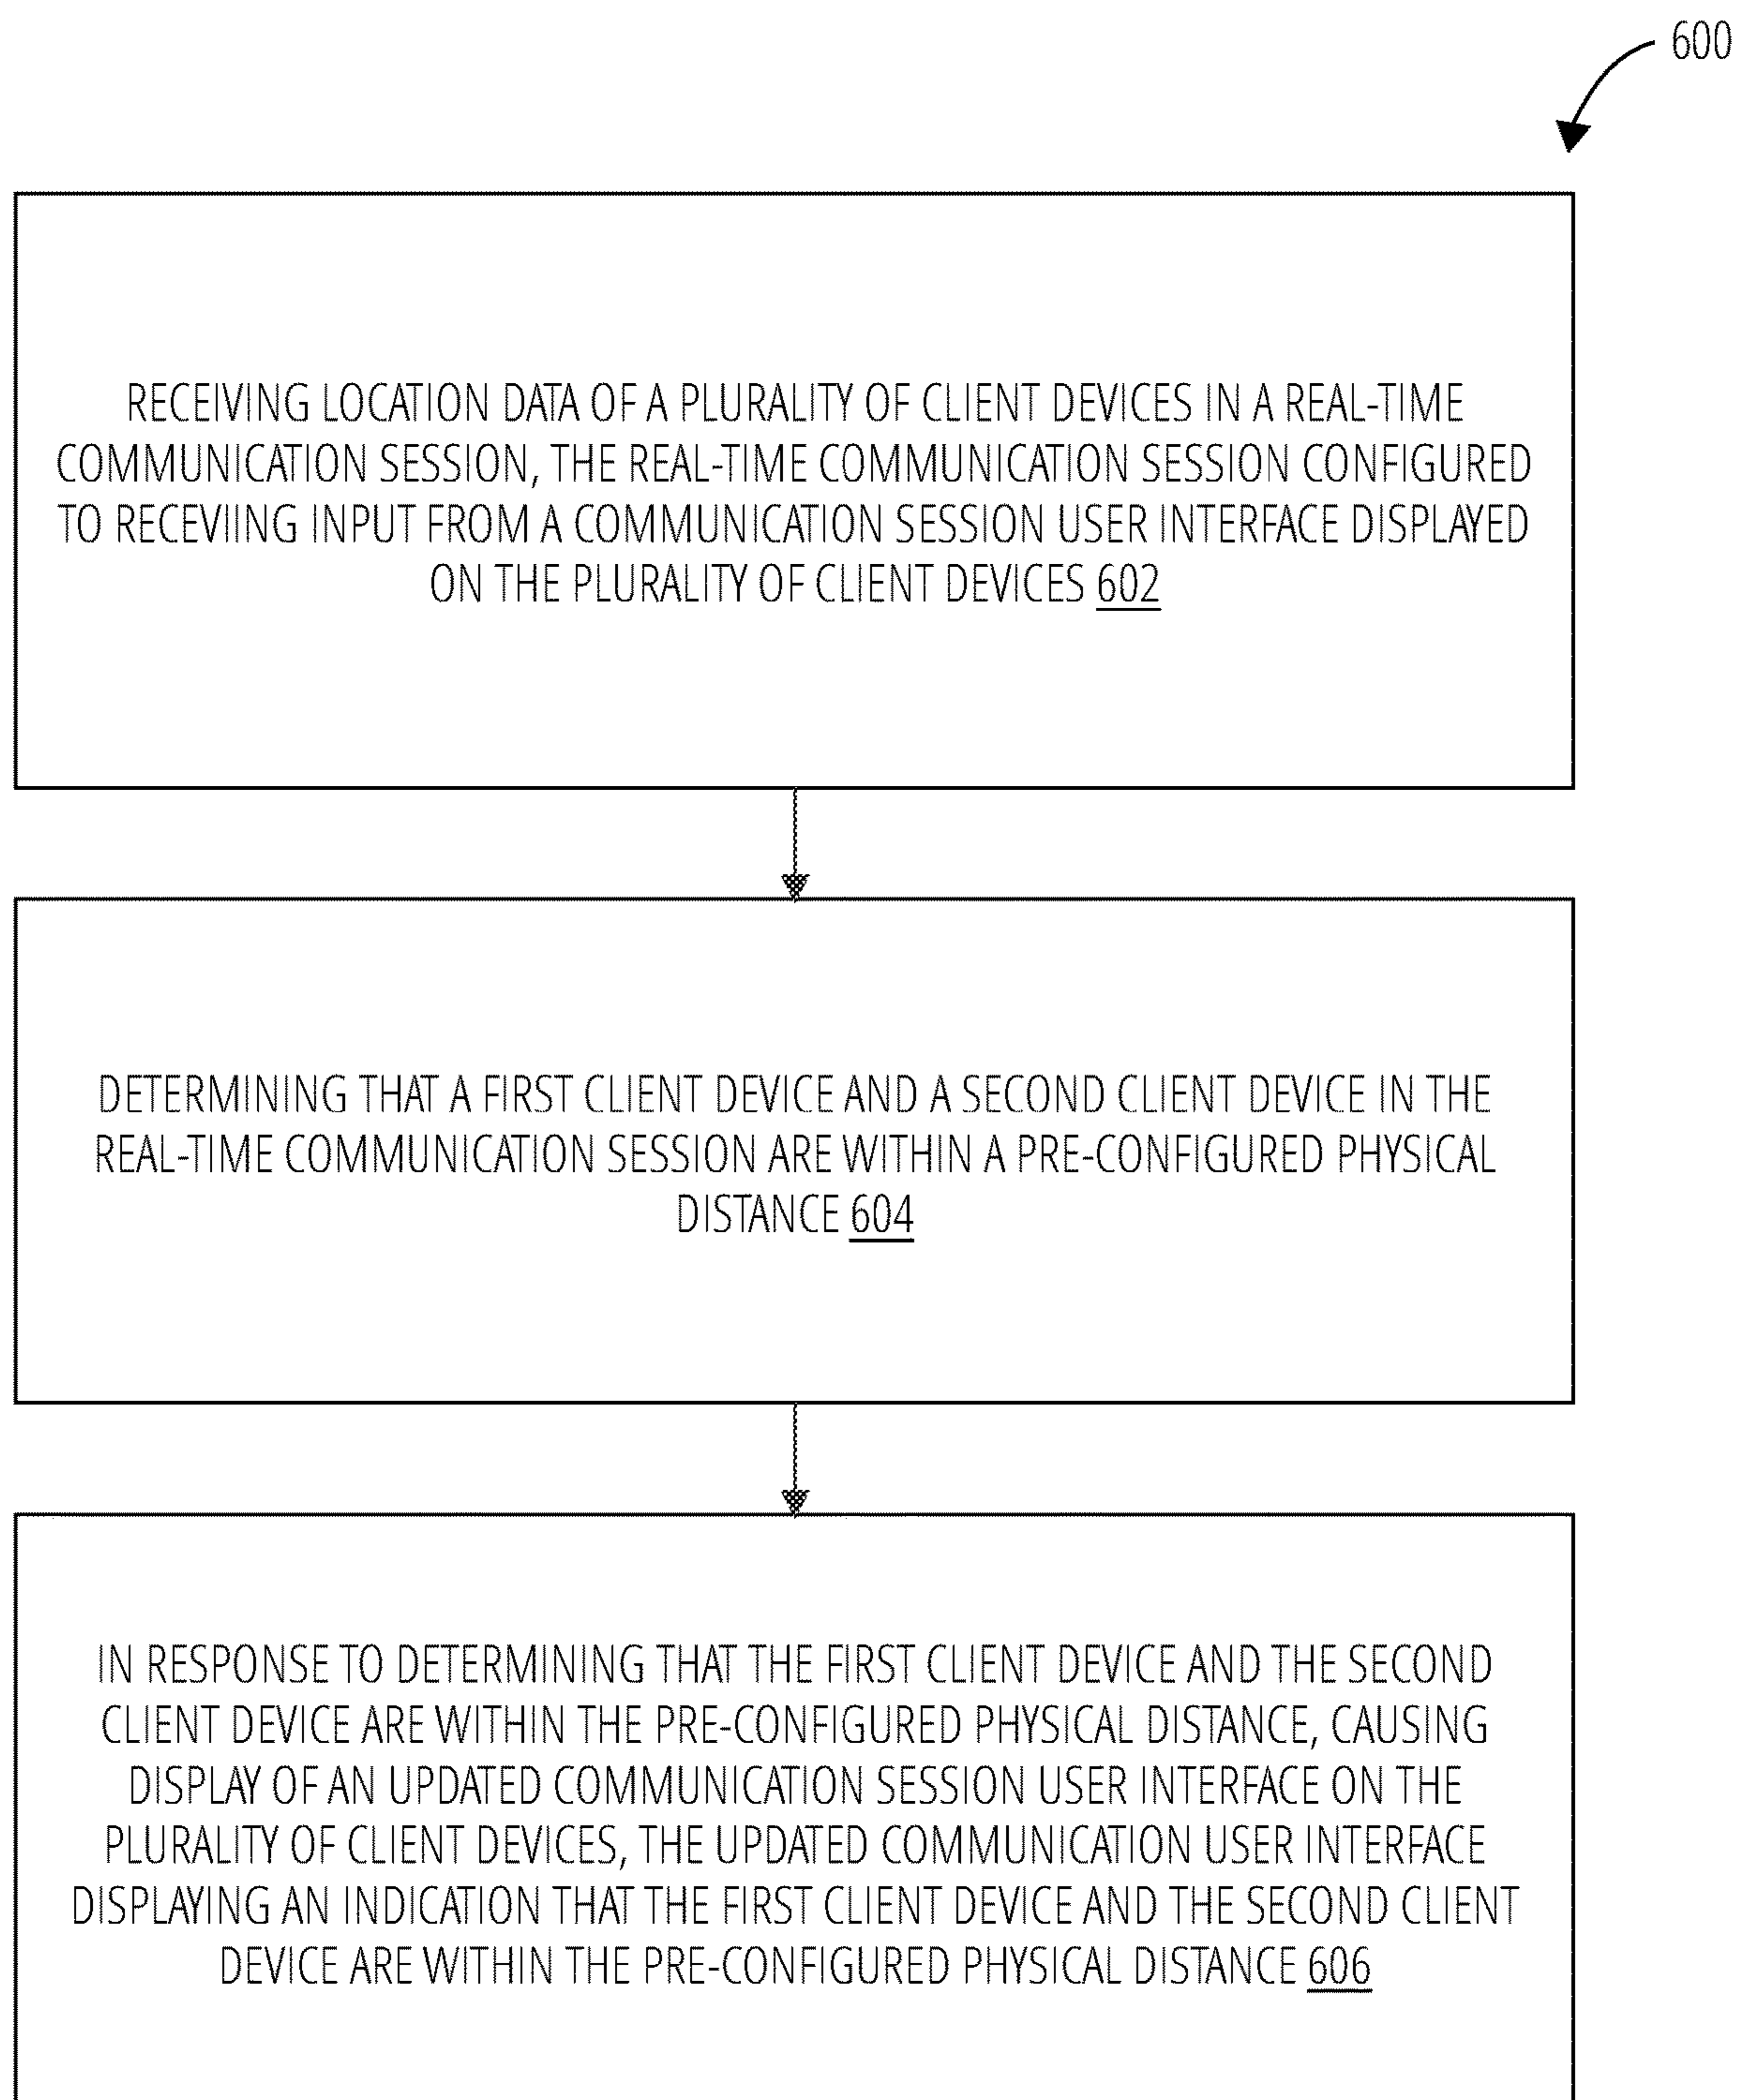 600
RECEIVING LOCATION DATA OF A PLURALITY OF CLIENT DEVICES IN A REAL-TIME
COMMUNICATION SESSION, THE REAL-TIME COMMUNICATION SESSION CONFIGURED
TO RECEVIING INPUT FROM A COMMUNICATION SESSION USER INTERFACE DISPLAYED
ON THE PLURALITY OF CLIENT DEVICES 602
DETERMINING THAT A FIRST CLIENT DEVICE AND A SECOND CLIENT DEVICE IN THE
REAL-TIME COMMUNICATION SESSION ARE WITHIN A PRE-CONFIGURED PHYSICAL
DISTANCE 604
IN RESPONSE TO DETERMINING THAT THE FIRST CLIENT DEVICE AND THE SECOND
CLIENT DEVICE ARE WITHIN THE PRE-CONFIGURED PHYSICAL DISTANCE, CAUSING
DISPLAY OF AN UPDATED COMMUNICATION SESSION USER INTERFACE ON THE
PLURALITY OF CLIENT DEVICES, THE UPDATED COMMUNICATION USER INTERFACE
DISPLAYING AN INDICATION THAT THE FIRST CLIENT DEVICE AND THE SECOND CLIENT
DEVICE ARE WITHIN THE PRE-CONFIGURED PHYSICAL DISTANCE 606